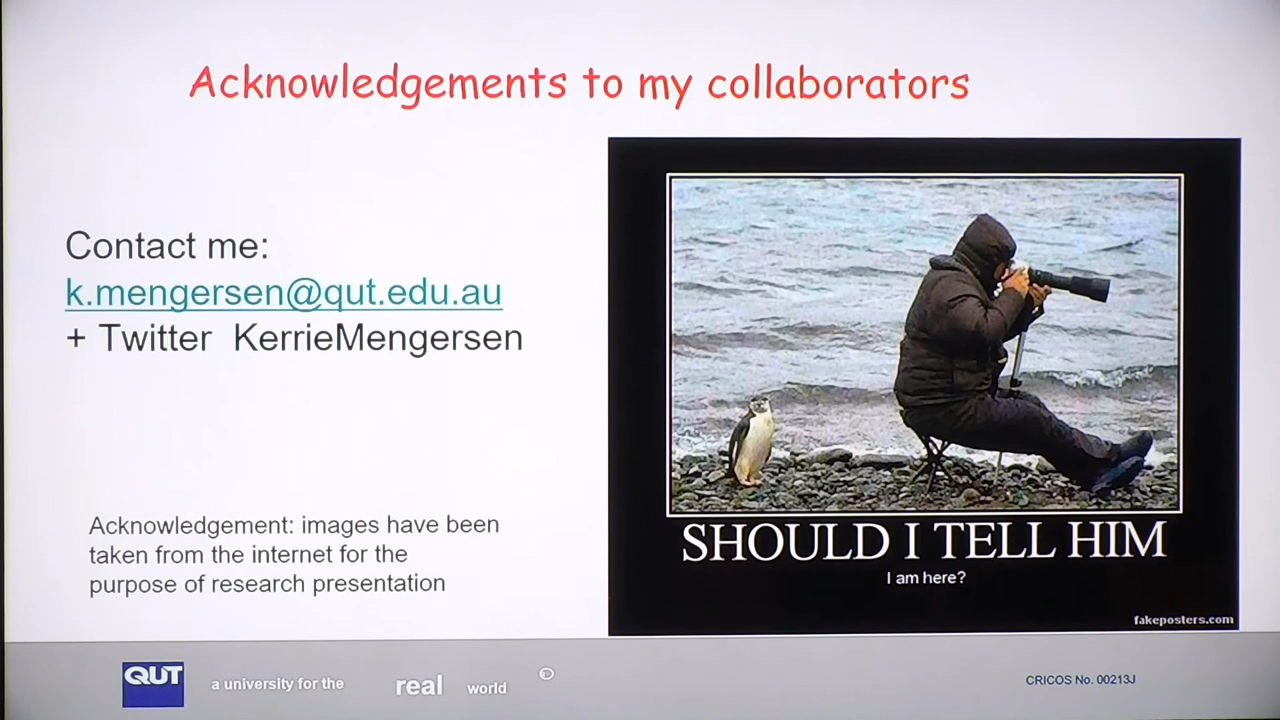 Acknowledgements to my collaborators
Contact me:
k.mengersen@qut.edu.au
+ Twitter KerrieMengersen
Acknowledgement: images have been
taken from the internet for the
purpose of research presentation
SHOULD I TELL HIM
I am here?
fakeposters.com
QUT
a university for the real world
CRICOS No. 00213J